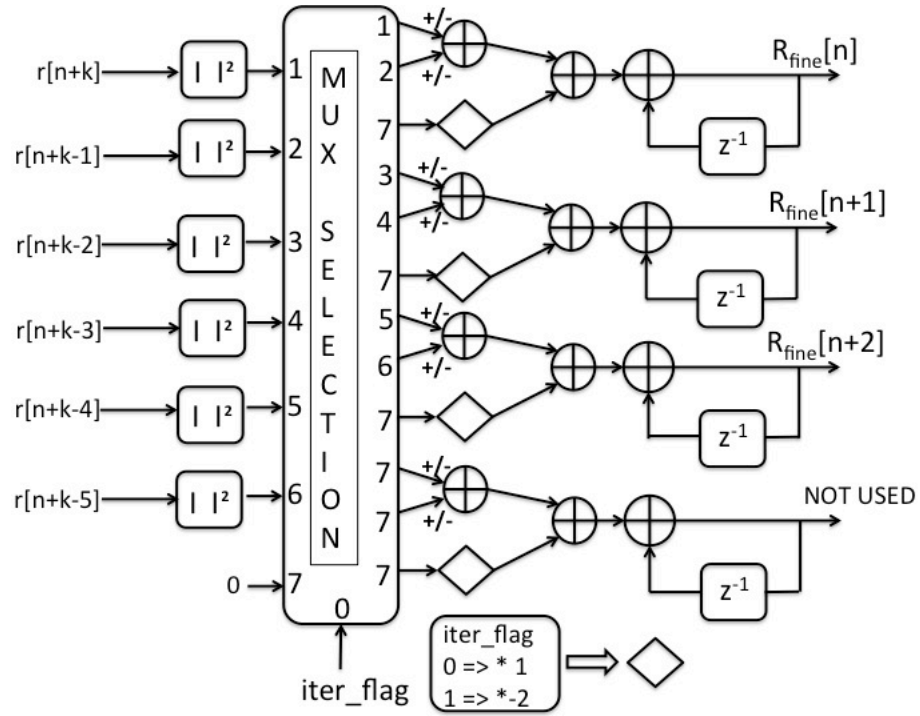 r[n+k]
| |²
1
r[n+k-1]
| |²
2
r[n+k-2]
| |²
3
r[n+k-3]
| |²
4
r[n+k-4]
| |²
5
r[n+k-5]
| |²
6
0
7
MUX SELECTION
0
iter_flag
1
+/-
2
+/-
7
z⁻¹
R_fine[n]
3
+/-
4
+/-
7
z⁻¹
R_fine[n+1]
5
+/-
6
+/-
7
z⁻¹
R_fine[n+2]
7
+/-
7
+/-
7
z⁻¹
NOT USED
iter_flag
0 => * 1
1 => *-2